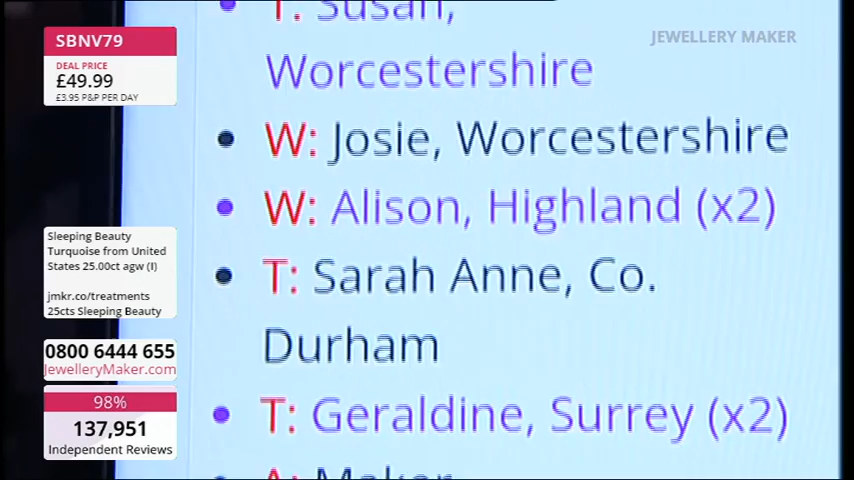 SBNV79
DEAL PRICE
£49.99
£3.95 P&P PER DAY
Sleeping Beauty
Turquoise from United
States 25.00ct agw (I)
jmkr.co/treatments
25cts Sleeping Beauty
0800 6444 655
JewelleryMaker.com
98%
137,951
Independent Reviews
JEWELLERY MAKER
T: Susan,
Worcestershire
W: Josie, Worcestershire
W: Alison, Highland (x2)
T: Sarah Anne, Co.
Durham
T: Geraldine, Surrey (x2)
A: Maker